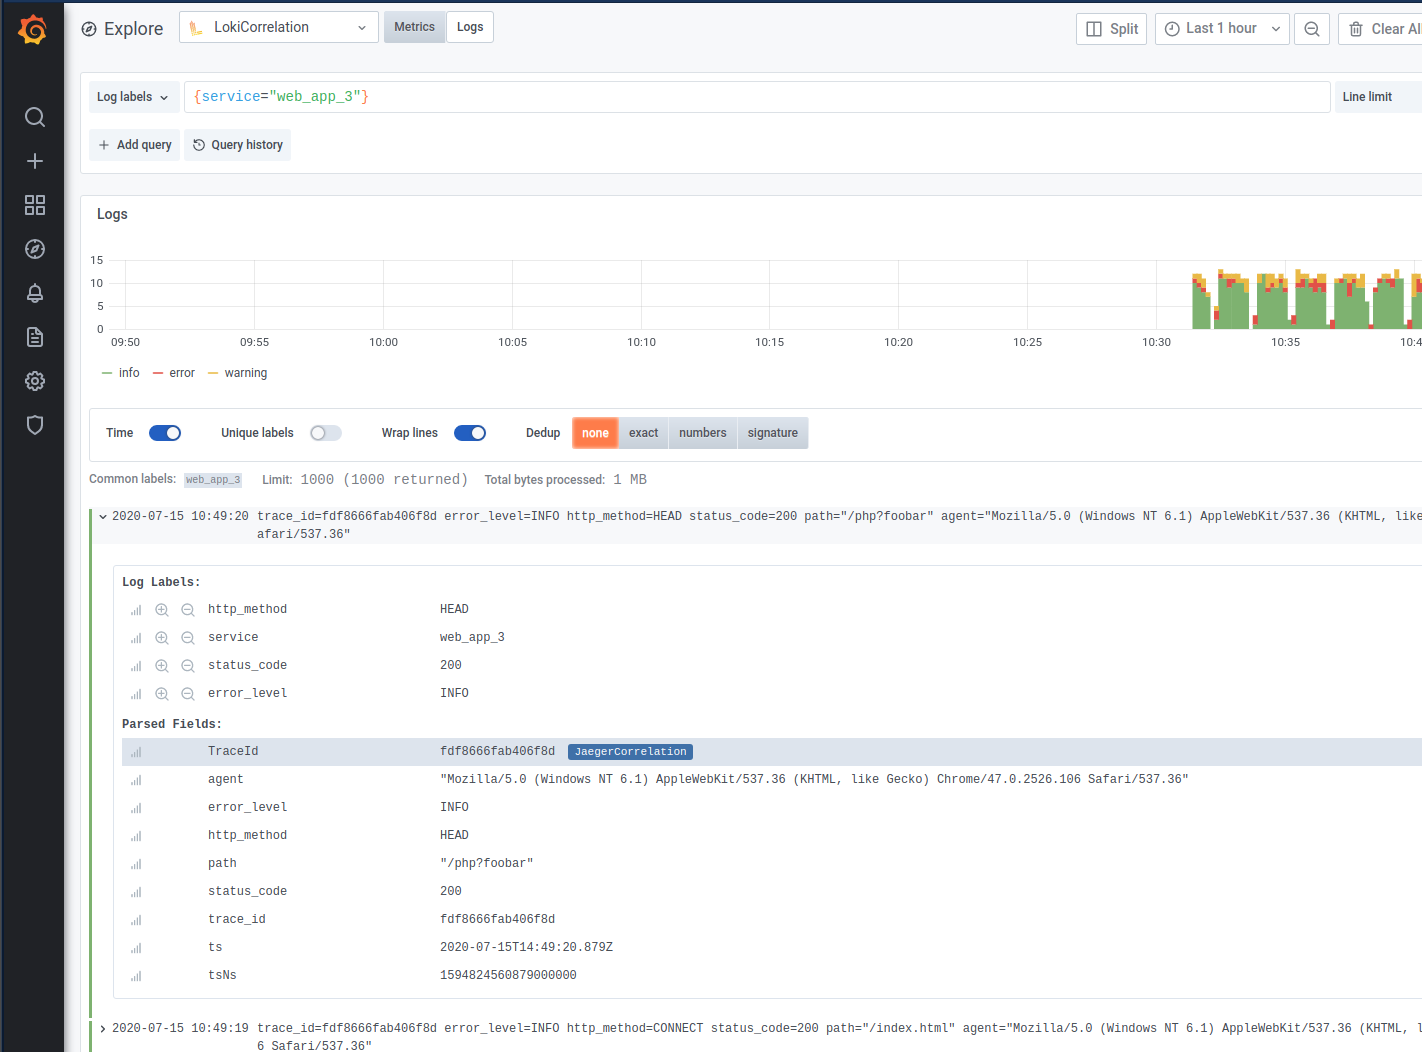 Explore LokiCorrelation Metrics Logs Split Last 1 hour Clear All
Log labels {service="web_app_3"} Line limit
Add query Query history
Logs
15
10
5
0
09:50 09:55 10:00 10:05 10:10 10:15 10:20 10:25 10:30 10:35 10:4
info error warning
Time Unique labels Wrap lines Dedup none exact numbers signature
Common labels: web_app_3 Limit: 1000 (1000 returned) Total bytes processed: 1 MB
2020-07-15 10:49:20 trace_id=fdf8666fab406f8d error_level=INFO http_method=HEAD status_code=200 path="/php?foobar" agent="Mozilla/5.0 (Windows NT 6.1) AppleWebKit/537.36 (KHTML, like
afari/537.36"
Log Labels:
http_method HEAD
service web_app_3
status_code 200
error_level INFO
Parsed Fields:
TraceId fdf8666fab406f8d JaegerCorrelation
agent "Mozilla/5.0 (Windows NT 6.1) AppleWebKit/537.36 (KHTML, like Gecko) Chrome/47.0.2526.106 Safari/537.36"
error_level INFO
http_method HEAD
path "/php?foobar"
status_code 200
trace_id fdf8666fab406f8d
ts 2020-07-15T14:49:20.879Z
tsNs 1594824560879000000
2020-07-15 10:49:19 trace_id=fdf8666fab406f8d error_level=INFO http_method=CONNECT status_code=200 path="/index.html" agent="Mozilla/5.0 (Windows NT 6.1) AppleWebKit/537.36 (KHTML, l
6 Safari/537.36"